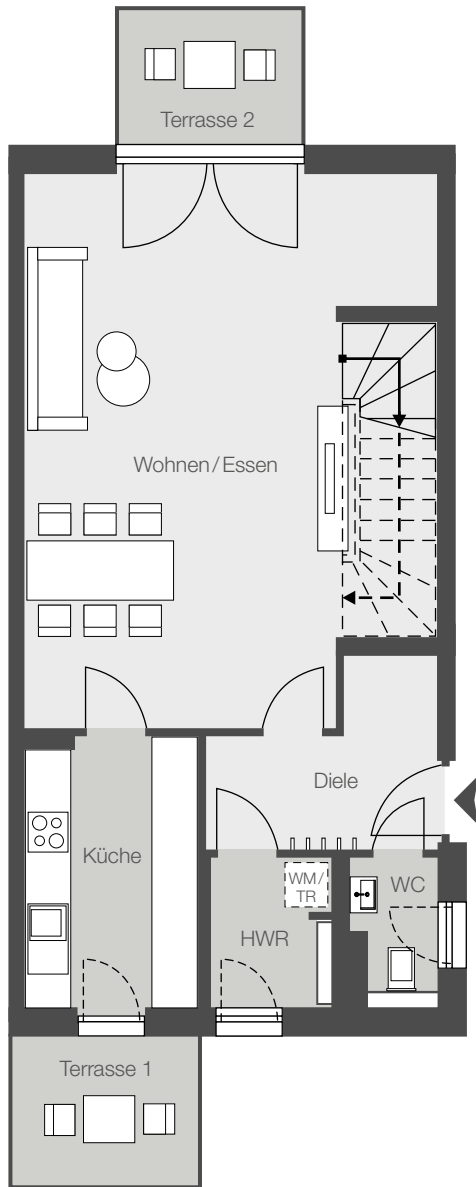 Terrasse 2
Wohnen / Essen
Diele
Küche
WM /
TR
WC
HWR
Terrasse 1